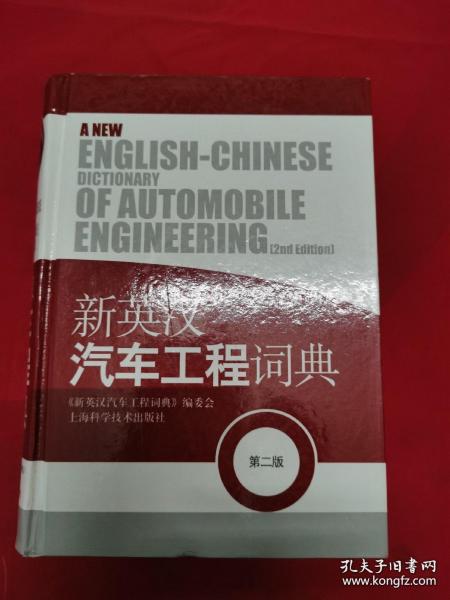 A NEW
ENGLISH-CHINESE
DICTIONARY
OF AUTOMOBILE
ENGINEERING (2nd Edition)
新英汉
汽车工程词典
《新英汉汽车工程词典》编委会
上海科学技术出版社
第二版
孔夫子旧书网
www.kongfz.com